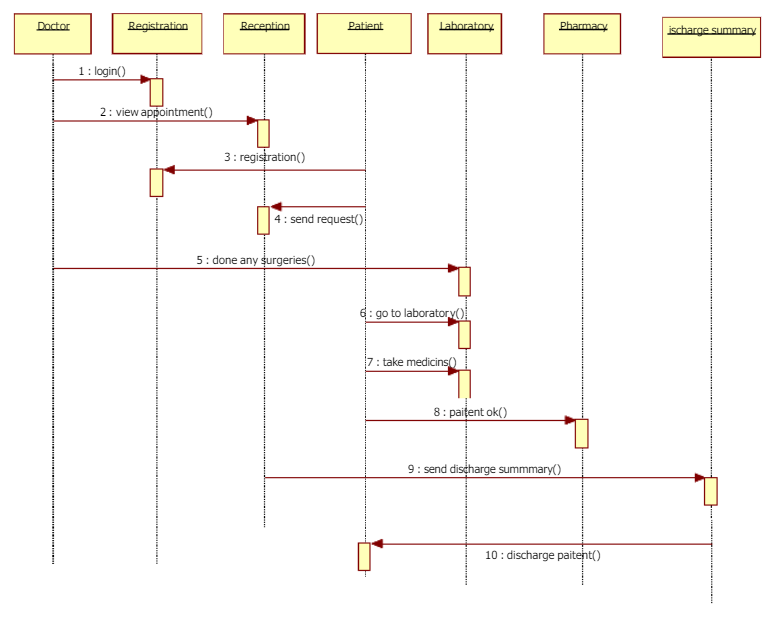 Doctor
Registration
Reception
Patient
Laboratory
Pharmacy
ischarge summary
1 : login()
2 : view appointment()
3 : registration()
4 : send request()
5 : done any surgeries()
6 : go to laboratory()
7 : take medicins()
8 : paitent ok()
9 : send discharge summmary()
10 : discharge paitent()